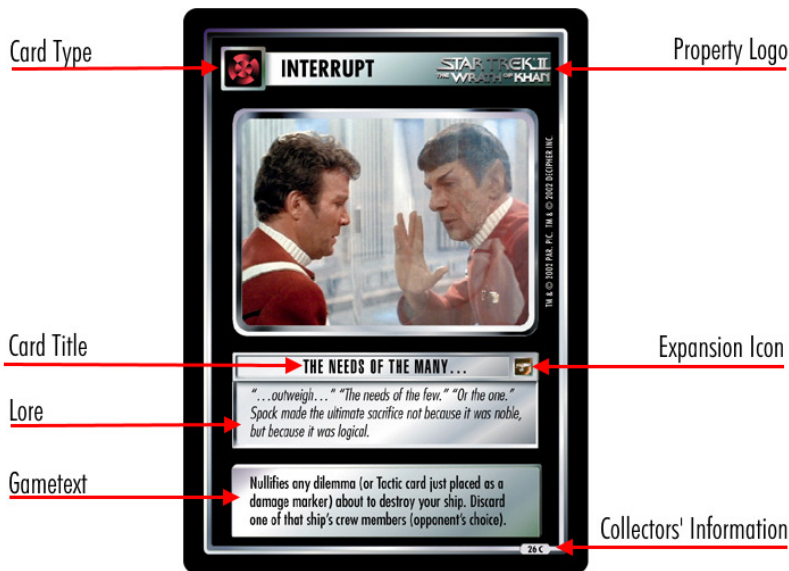 Card Type
INTERRUPT
STAR TREK II
THE WRATH OF KHAN
Property Logo
TM & © 2002 PAR. PIC. TM & © 2002 DECIPHER INC.
Card Title
THE NEEDS OF THE MANY...
Expansion Icon
Lore
"...outweigh..." "The needs of the few." "Or the one."
Spock made the ultimate sacrifice not because it was noble,
but because it was logical.
Gametext
Nullifies any dilemma (or Tactic card just placed as a
damage marker) about to destroy your ship. Discard
one of that ship's crew members (opponent's choice).
Collectors' Information
26 C